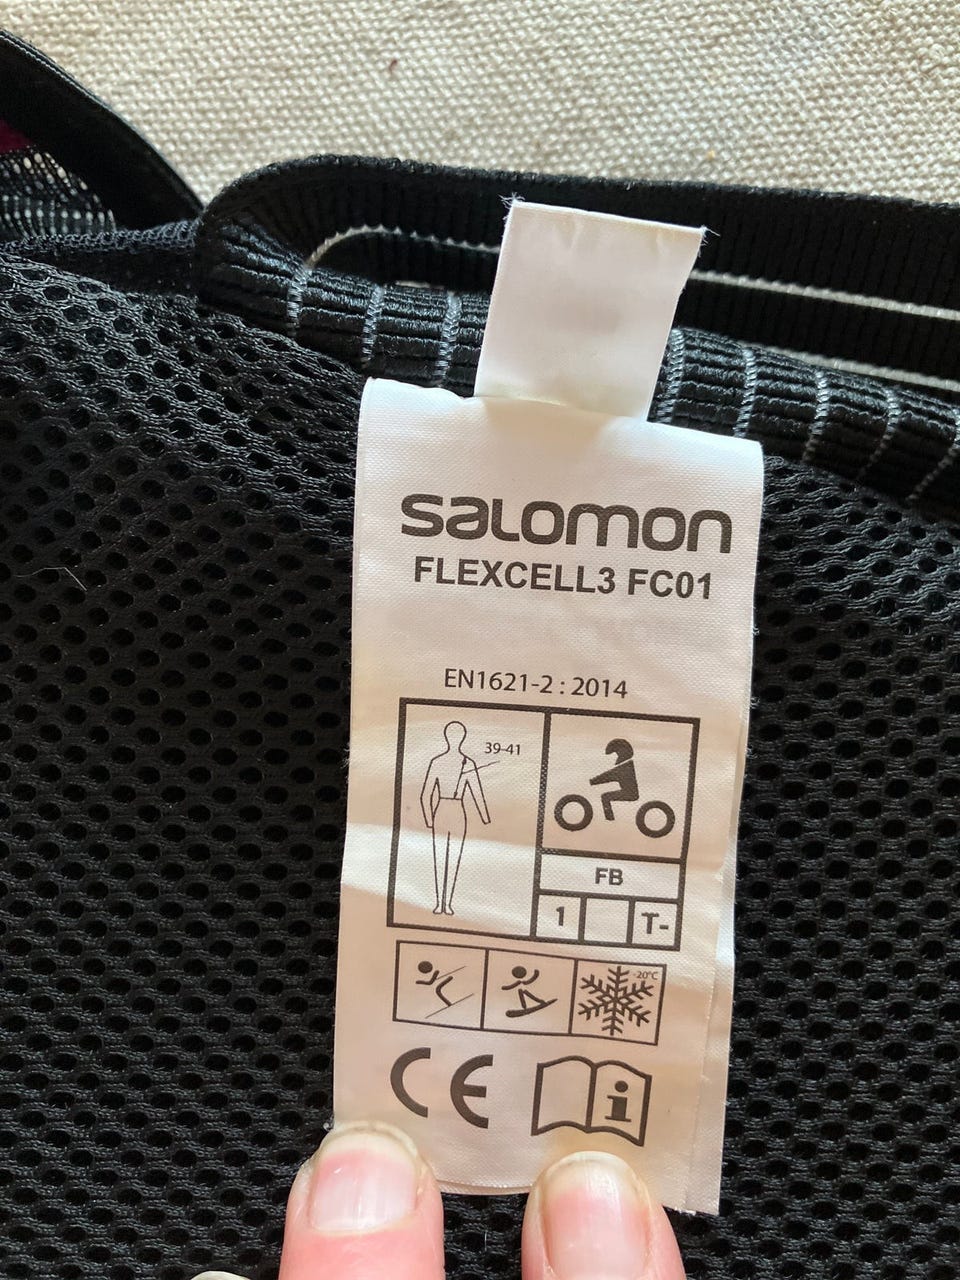 salomon
FLEXCELL3 FC01
EN1621-2 : 2014
39-41
FB
1 T-
-20°C
CE
i